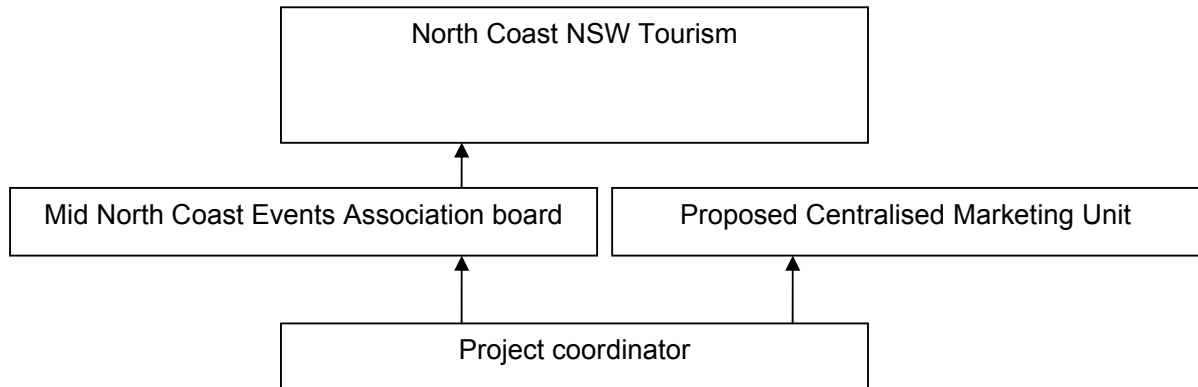 North Coast NSW Tourism
Mid North Coast Events Association board
Proposed Centralised Marketing Unit
Project coordinator